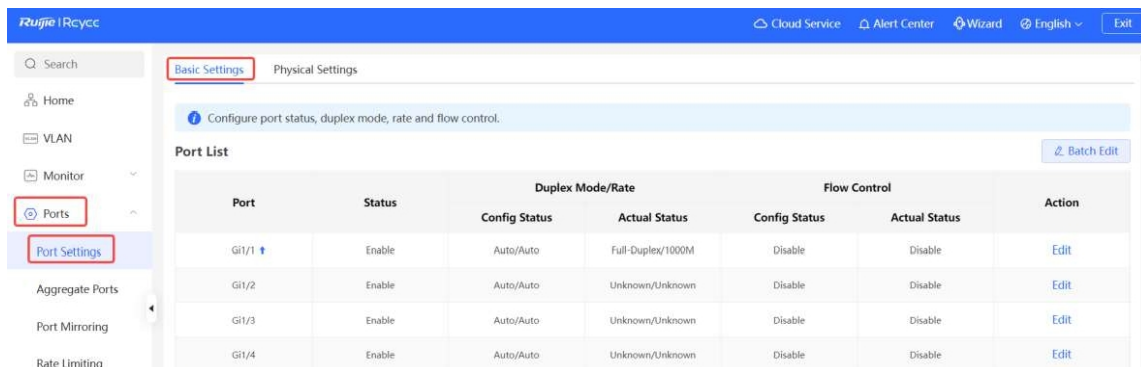 Ruijie | Rcycc
Cloud Service Alert Center Wizard English Exit
Search
Home
VLAN
Monitor
Ports
Port Settings
Aggregate Ports
Port Mirroring
Rate Limiting
Basic Settings Physical Settings
Configure port status, duplex mode, rate and flow control.
Port List Batch Edit
Port Status Duplex Mode/Rate Flow Control Action
Config Status Actual Status Config Status Actual Status
Gi1/1 Enable Auto/Auto Full-Duplex/1000M Disable Disable Edit
Gi1/2 Enable Auto/Auto Unknown/Unknown Disable Disable Edit
Gi1/3 Enable Auto/Auto Unknown/Unknown Disable Disable Edit
Gi1/4 Enable Auto/Auto Unknown/Unknown Disable Disable Edit